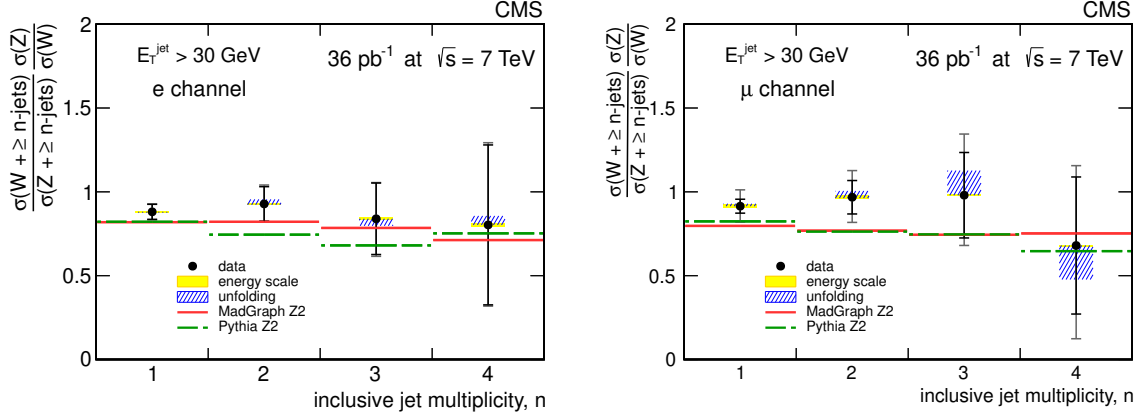 CMS
E_T^jet > 30 GeV
36 pb⁻¹ at √s = 7 TeV
e channel
σ(W + ≥ n-jets) σ(Z)
σ(Z + ≥ n-jets) σ(W)
2
1.5
1
0.5
0
data
energy scale
unfolding
MadGraph Z2
Pythia Z2
1 2 3 4
inclusive jet multiplicity, n
CMS
E_T^jet > 30 GeV
36 pb⁻¹ at √s = 7 TeV
μ channel
σ(W + ≥ n-jets) σ(Z)
σ(Z + ≥ n-jets) σ(W)
2
1.5
1
0.5
0
data
energy scale
unfolding
MadGraph Z2
Pythia Z2
1 2 3 4
inclusive jet multiplicity, n